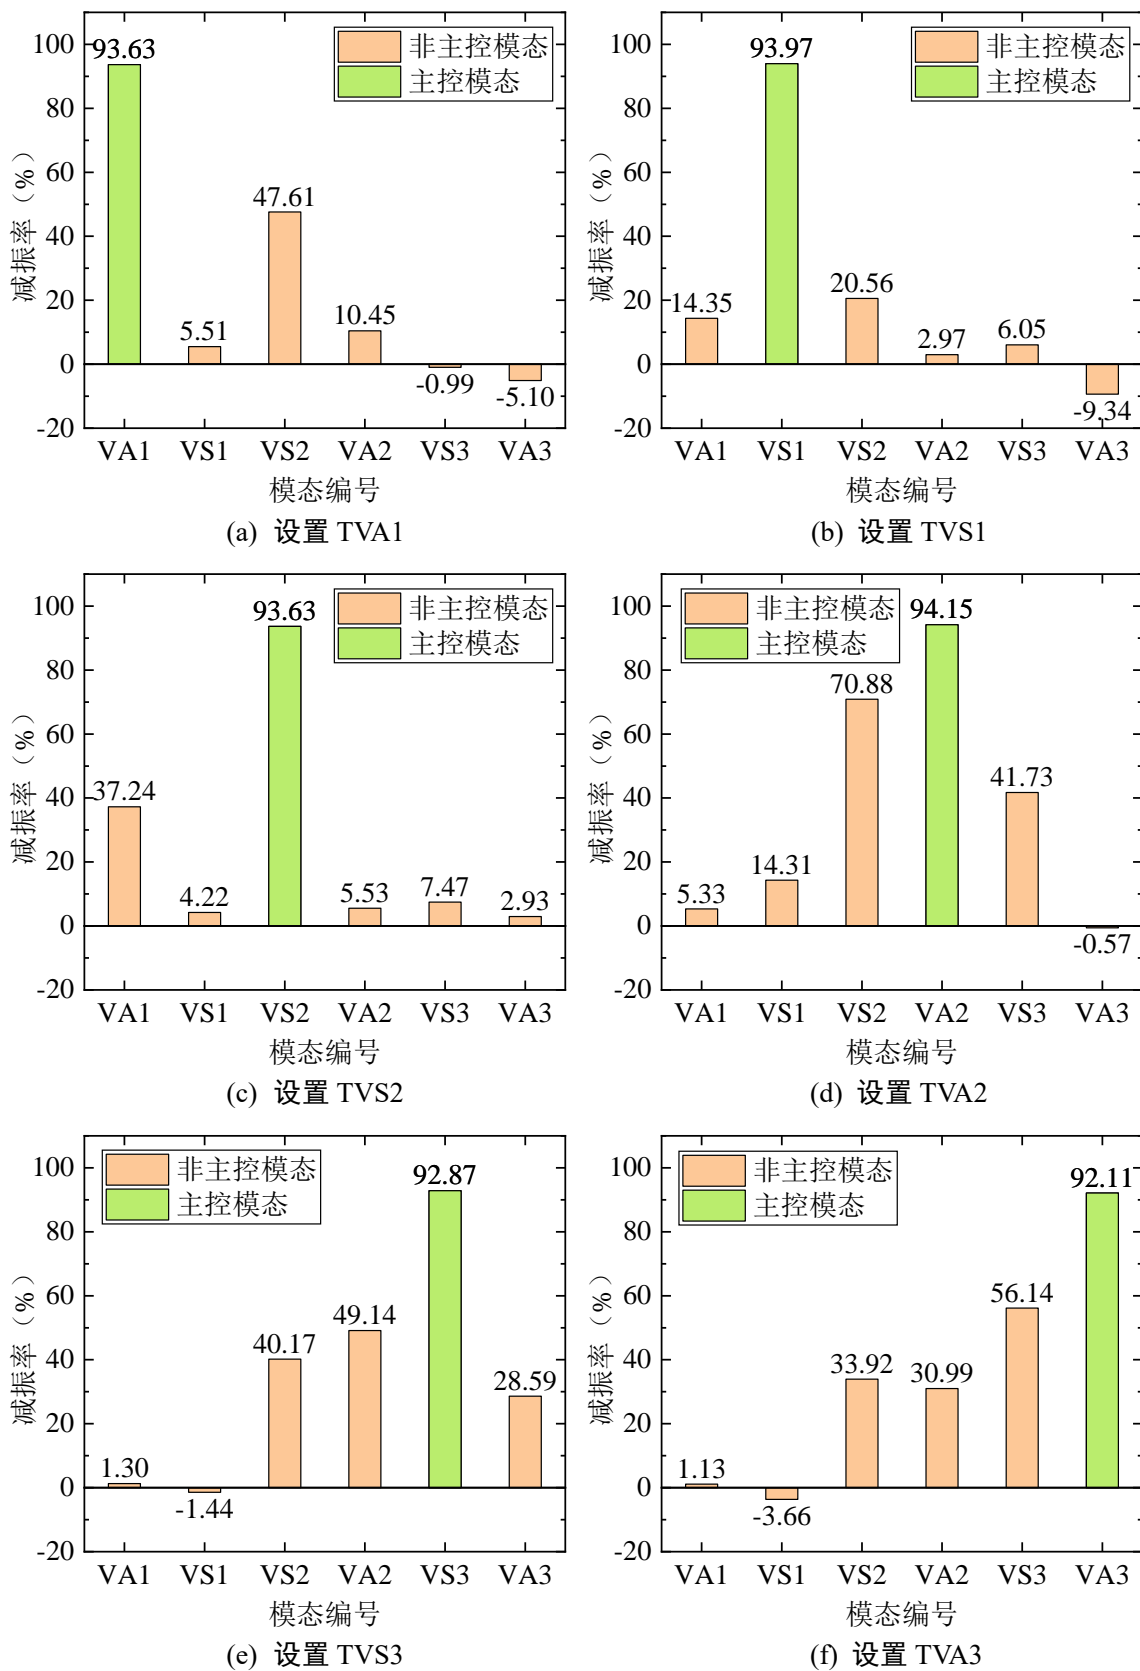 93.63
5.51
47.61
10.45
-0.99
-5.10
非主控模态
主控模态
100
80
60
40
20
0
-20
减振率（%）
VA1 VS1 VS2 VA2 VS3 VA3
模态编号
(a) 设置 TVA1
14.35
93.97
20.56
2.97
6.05
-9.34
非主控模态
主控模态
100
80
60
40
20
0
-20
减振率（%）
VA1 VS1 VS2 VA2 VS3 VA3
模态编号
(b) 设置 TVS1
37.24
4.22
93.63
5.53
7.47
2.93
非主控模态
主控模态
100
80
60
40
20
0
-20
减振率（%）
VA1 VS1 VS2 VA2 VS3 VA3
模态编号
(c) 设置 TVS2
5.33
14.31
70.88
94.15
41.73
-0.57
非主控模态
主控模态
100
80
60
40
20
0
-20
减振率（%）
VA1 VS1 VS2 VA2 VS3 VA3
模态编号
(d) 设置 TVA2
1.30
-1.44
40.17
49.14
92.87
28.59
非主控模态
主控模态
100
80
60
40
20
0
-20
减振率（%）
VA1 VS1 VS2 VA2 VS3 VA3
模态编号
(e) 设置 TVS3
1.13
-3.66
33.92
30.99
56.14
92.11
非主控模态
主控模态
100
80
60
40
20
0
-20
减振率（%）
VA1 VS1 VS2 VA2 VS3 VA3
模态编号
(f) 设置 TVA3